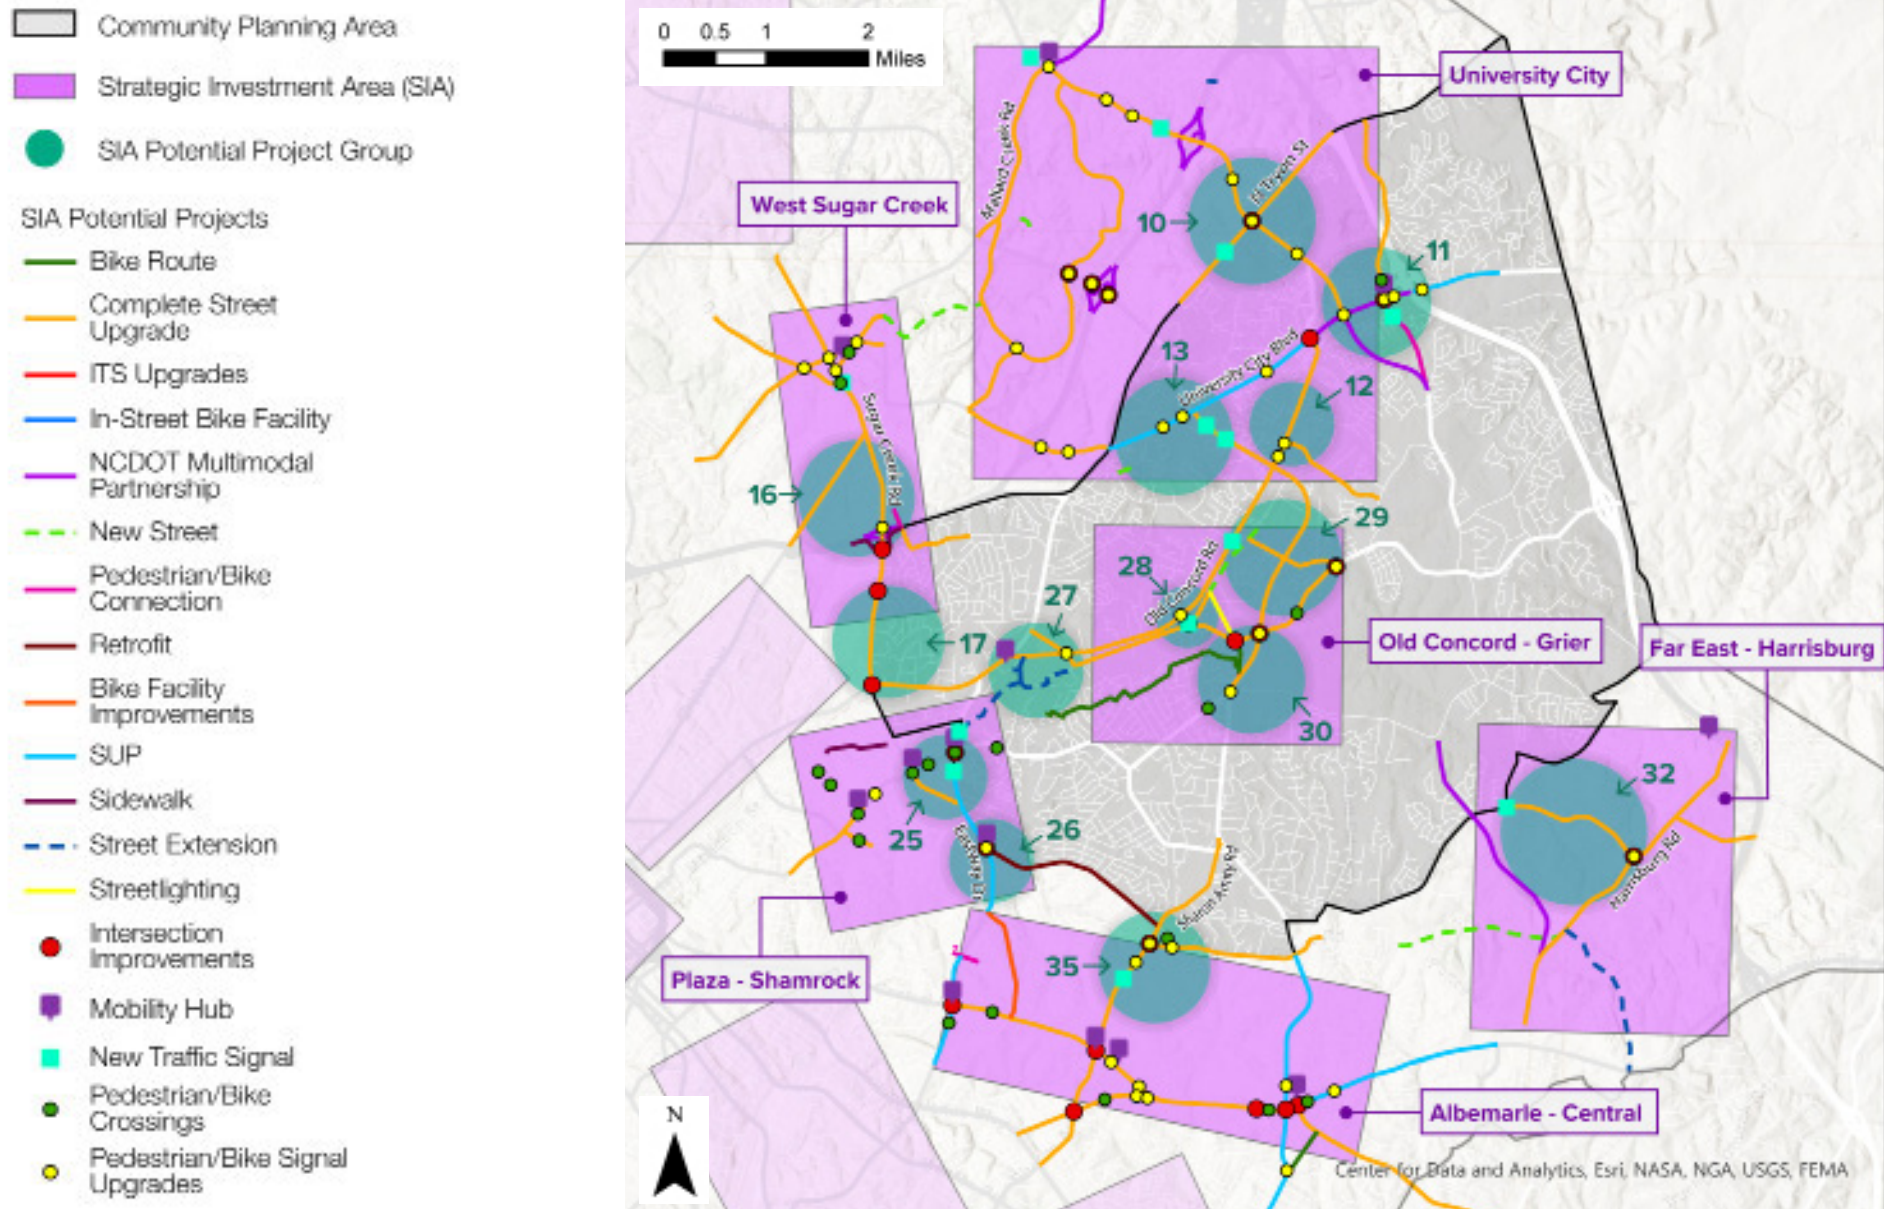 Community Planning Area
Strategic Investment Area (SIA)
SIA Potential Project Group
SIA Potential Projects
Bike Route
Complete Street
Upgrade
ITS Upgrades
In-Street Bike Facility
NCDOT Multimodal
Partnership
New Street
Pedestrian/Bike
Connection
Retrofit
Bike Facility
Improvements
SUP
Sidewalk
Street Extension
Streetlighting
Intersection
Improvements
Mobility Hub
New Traffic Signal
Pedestrian/Bike
Crossings
Pedestrian/Bike Signal
Upgrades
0 0.5 1 2
Miles
University City
Mallard Creek Rd
N Tryon St
West Sugar Creek
10
11
University City Blvd
13
12
Sugar Creek Rd
16
29
Old Concord Rd
28
27
17
Old Concord - Grier
Far East - Harrisburg
30
32
25
26
Eastway Dr
Harrisburg Rd
Sharon Amity Rd
35
Plaza - Shamrock
Albemarle - Central
N
Center for Data and Analytics, Esri, NASA, NGA, USGS, FEMA